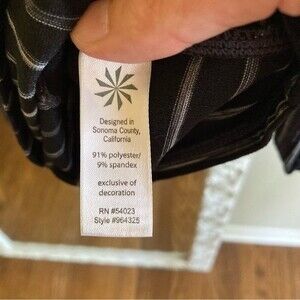 Designed in
Sonoma County,
California
91% polyester/
9% spandex
exclusive of
decoration
RN #54023
Style #964325